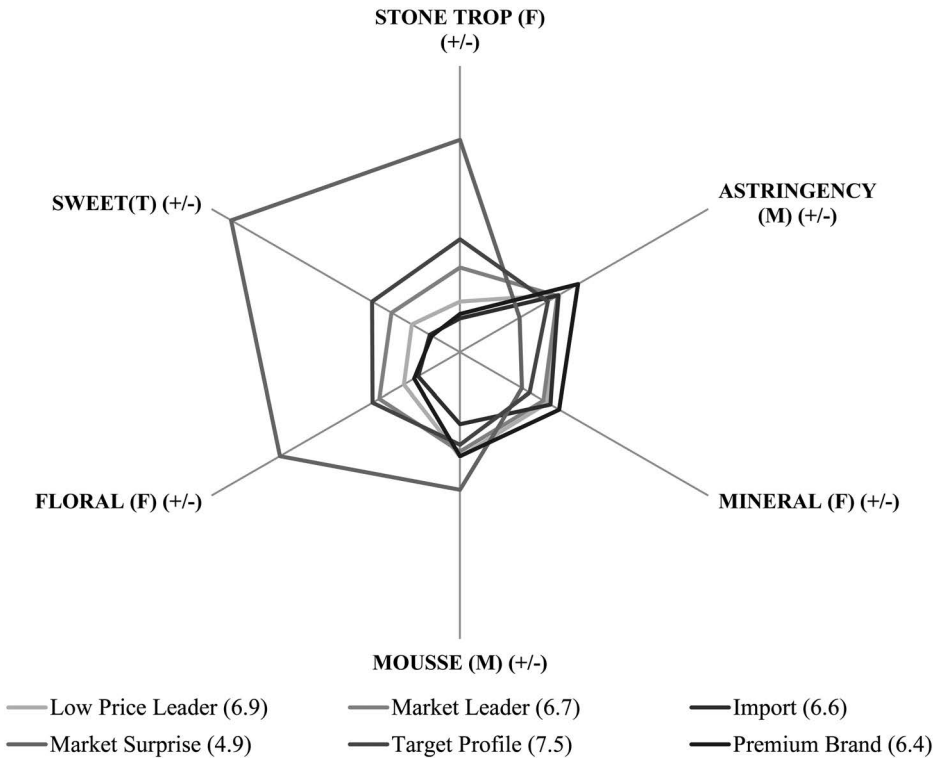 STONE TROP (F)
(+/-)
SWEET(T) (+/-)
ASTRINGENCY
(M) (+/-)
FLORAL (F) (+/-)
MINERAL (F) (+/-)
MOUSSE (M) (+/-)
Low Price Leader (6.9)
Market Leader (6.7)
Import (6.6)
Market Surprise (4.9)
Target Profile (7.5)
Premium Brand (6.4)